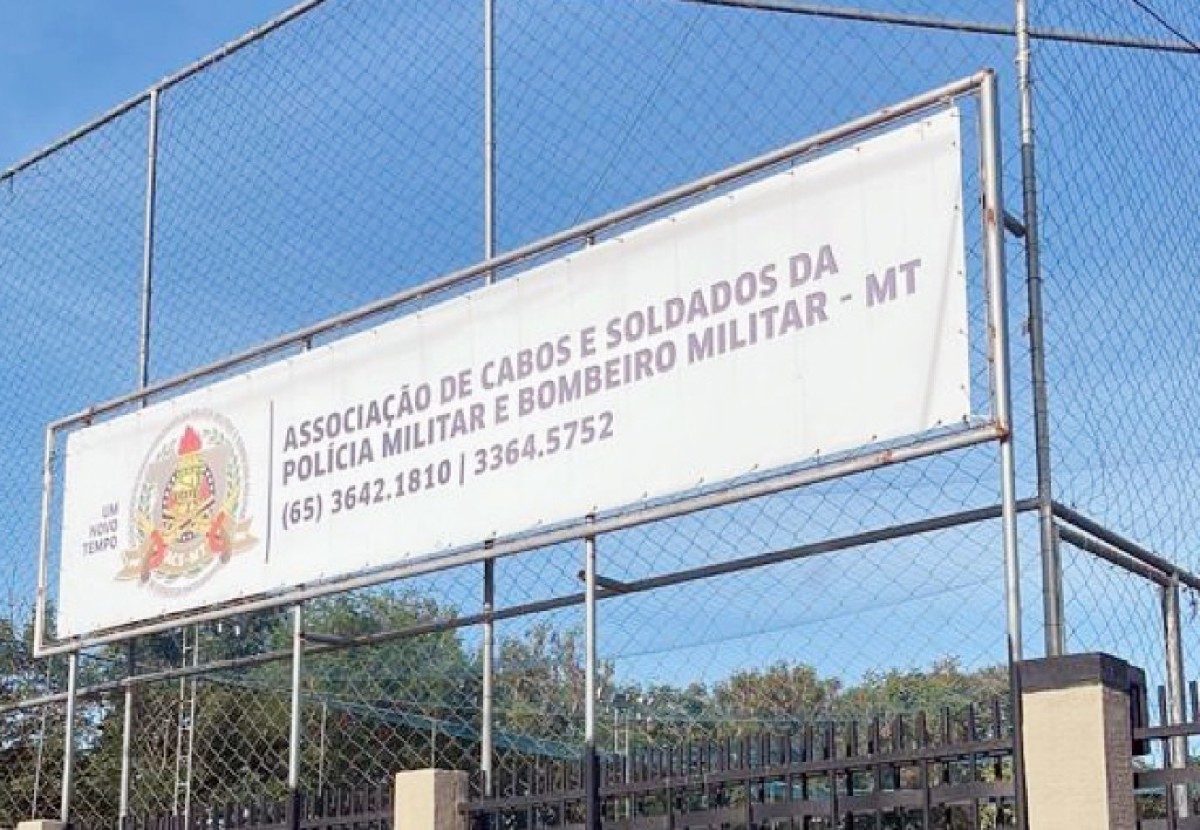 UM
NOVO
TEMPO
ASSOCIAÇÃO DE CABOS E SOLDADOS DA
POLÍCIA MILITAR E BOMBEIRO MILITAR - MT
(65) 3642.1810 | 3364.5752